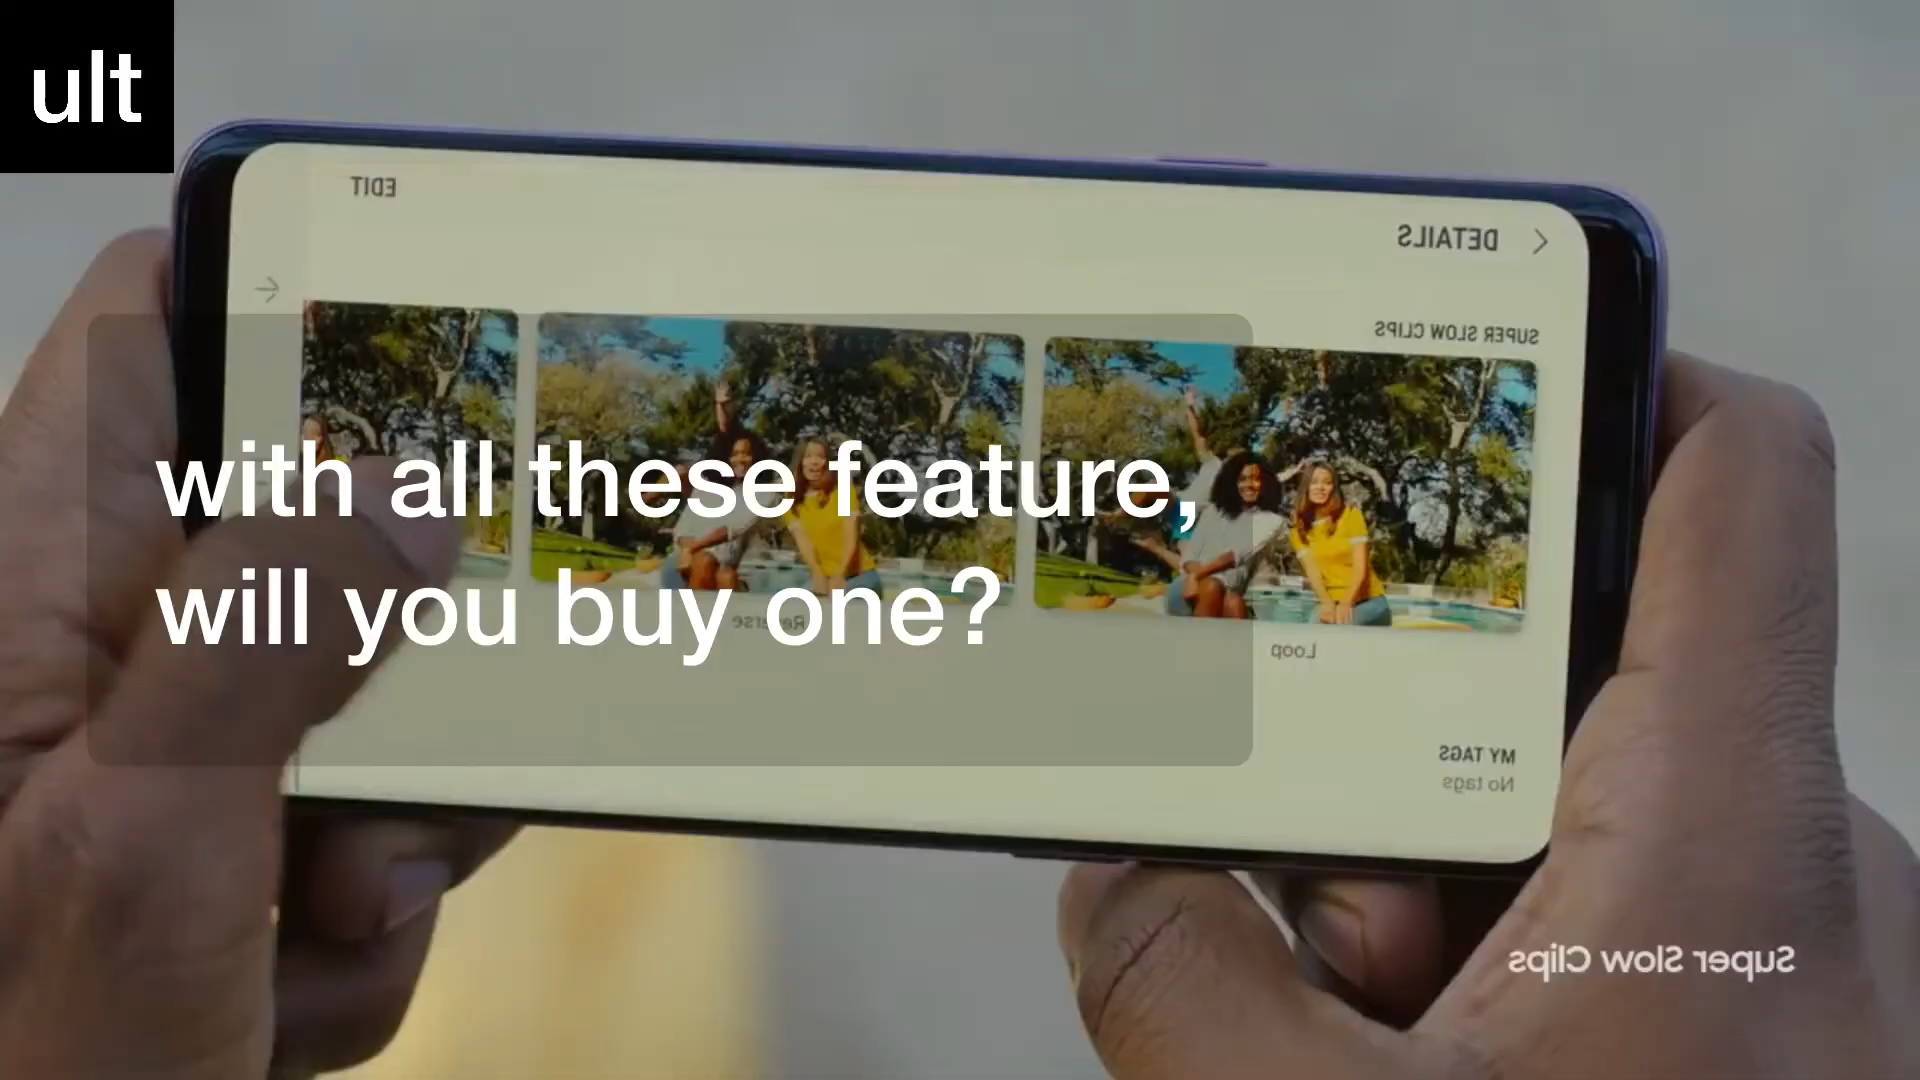 ult
EDIT
DETAILS
SUPER SLOW CLIPS
with all these feature,
will you buy one?
Reverse
Loop
MY TAGS
No tags
Super Slow Clips